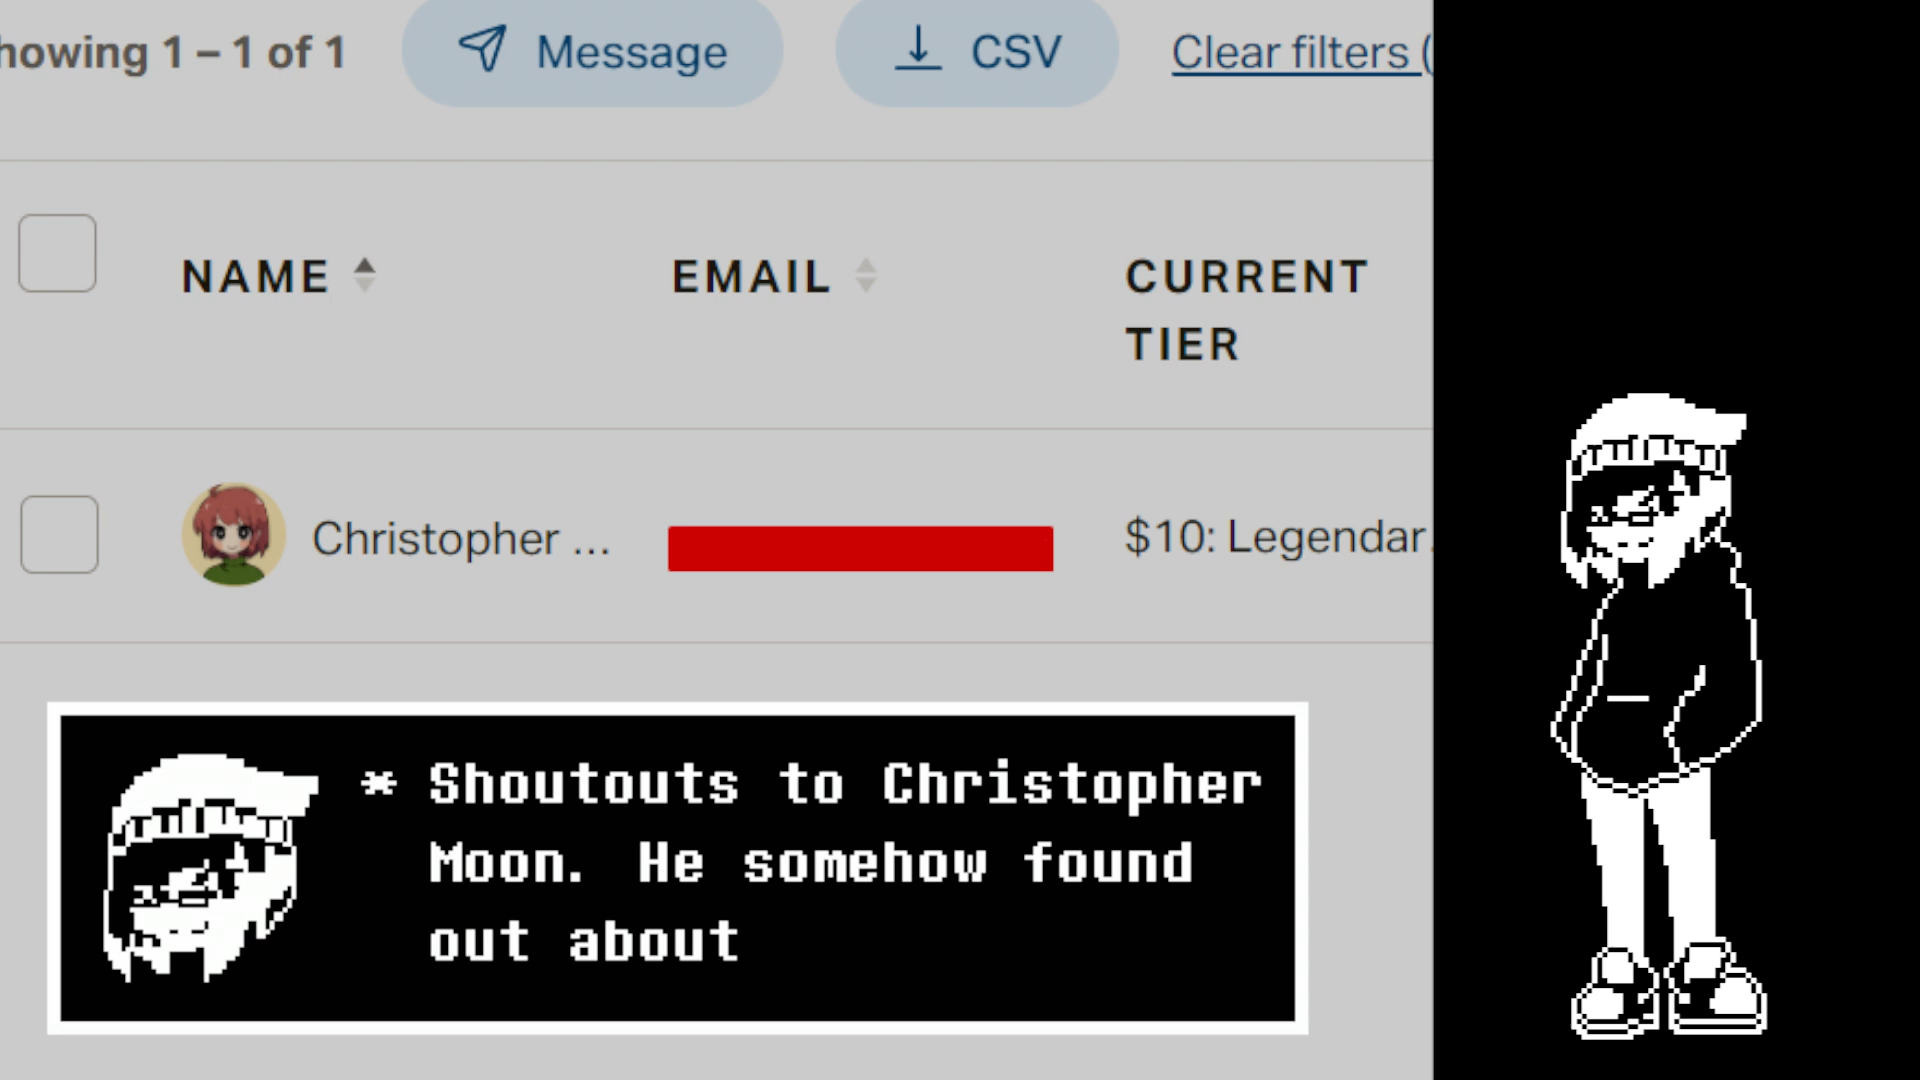 howing 1 – 1 of 1 Message CSV Clear filters (
NAME EMAIL CURRENT
TIER
Christopher ... $10: Legendar
* Shoutouts to Christopher
Moon. He somehow found
out about